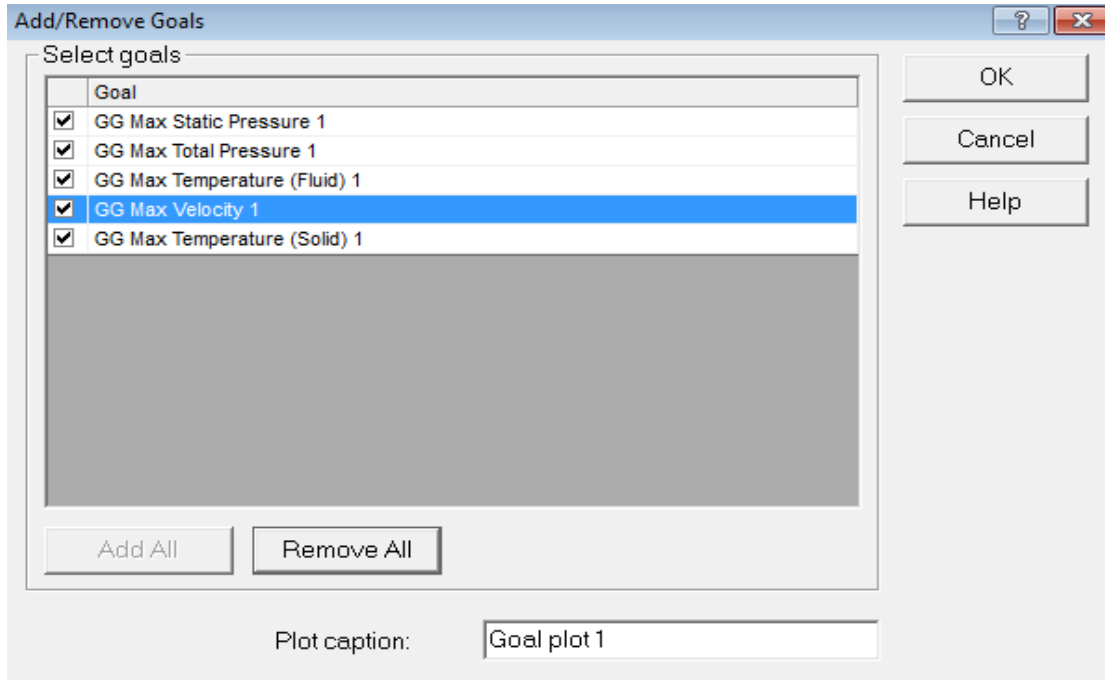 Add/Remove Goals
?
Select goals
OK
Goal
GG Max Static Pressure 1
GG Max Total Pressure 1
Cancel
GG Max Temperature (Fluid) 1
GG Max Velocity 1
Help
GG Max Temperature (Solid) 1
Add All
Remove All
Plot caption:
Goal plot 1